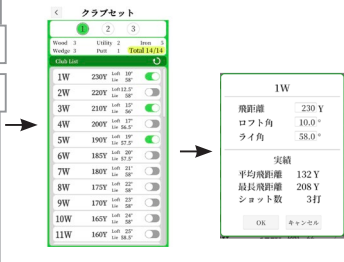 クラブセット
1 2 3
Wood 3 Utility 2 Iron 5
Wedge 3 Putt 1 Total 14/14
Club List
1W 230Y Loft 10° Lie 58°
2W 220Y Loft 12.5° Lie 58°
3W 210Y Loft 15° Lie 56°
4W 200Y Loft 17° Lie 56.5°
5W 190Y Loft 19° Lie 57.5°
6W 185Y Loft 20° Lie 57.5°
7W 180Y Loft 21° Lie 58°
8W 175Y Loft 22° Lie 58°
9W 170Y Loft 23° Lie 58°
10W 165Y Loft 24° Lie 58°
11W 160Y Loft 25° Lie 58.5°
1W
飛距離 230 Y
ロフト角 10.0 °
ライ角 58.0 °
実績
平均飛距離 132 Y
最長飛距離 208 Y
ショット数 3打
OK キャンセル